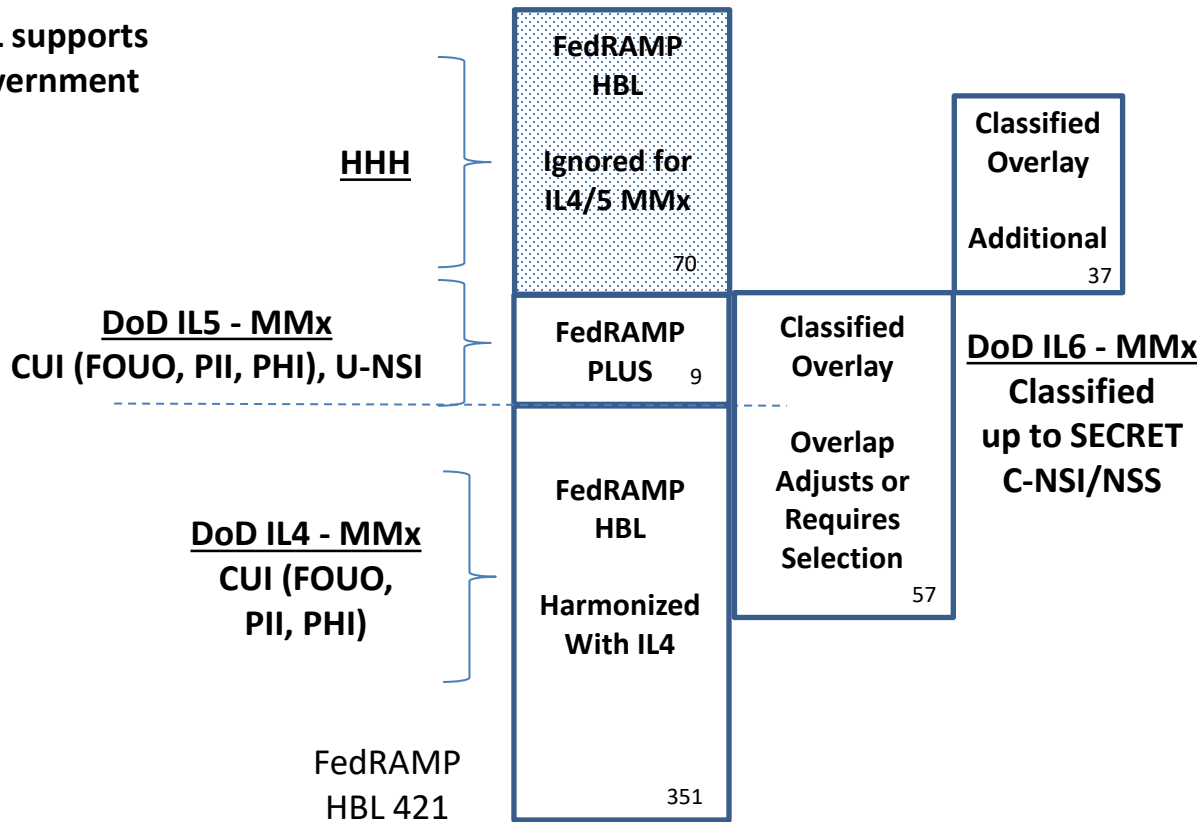 supports
vernment
HHH
FedRAMP
HBL
Ignored for
IL4/5 MMx
70
Classified
Overlay
Additional
37
DoD IL5 - MMx
CUI (FOUO, PII, PHI), U-NSI
FedRAMP
PLUS 9
Classified
Overlay
Overlap
Adjusts or
Requires
Selection
57
DoD IL6 - MMx
Classified
up to SECRET
C-NSI/NSS
DoD IL4 - MMx
CUI (FOUO,
PII, PHI)
FedRAMP
HBL
Harmonized
With IL4
351
FedRAMP
HBL 421